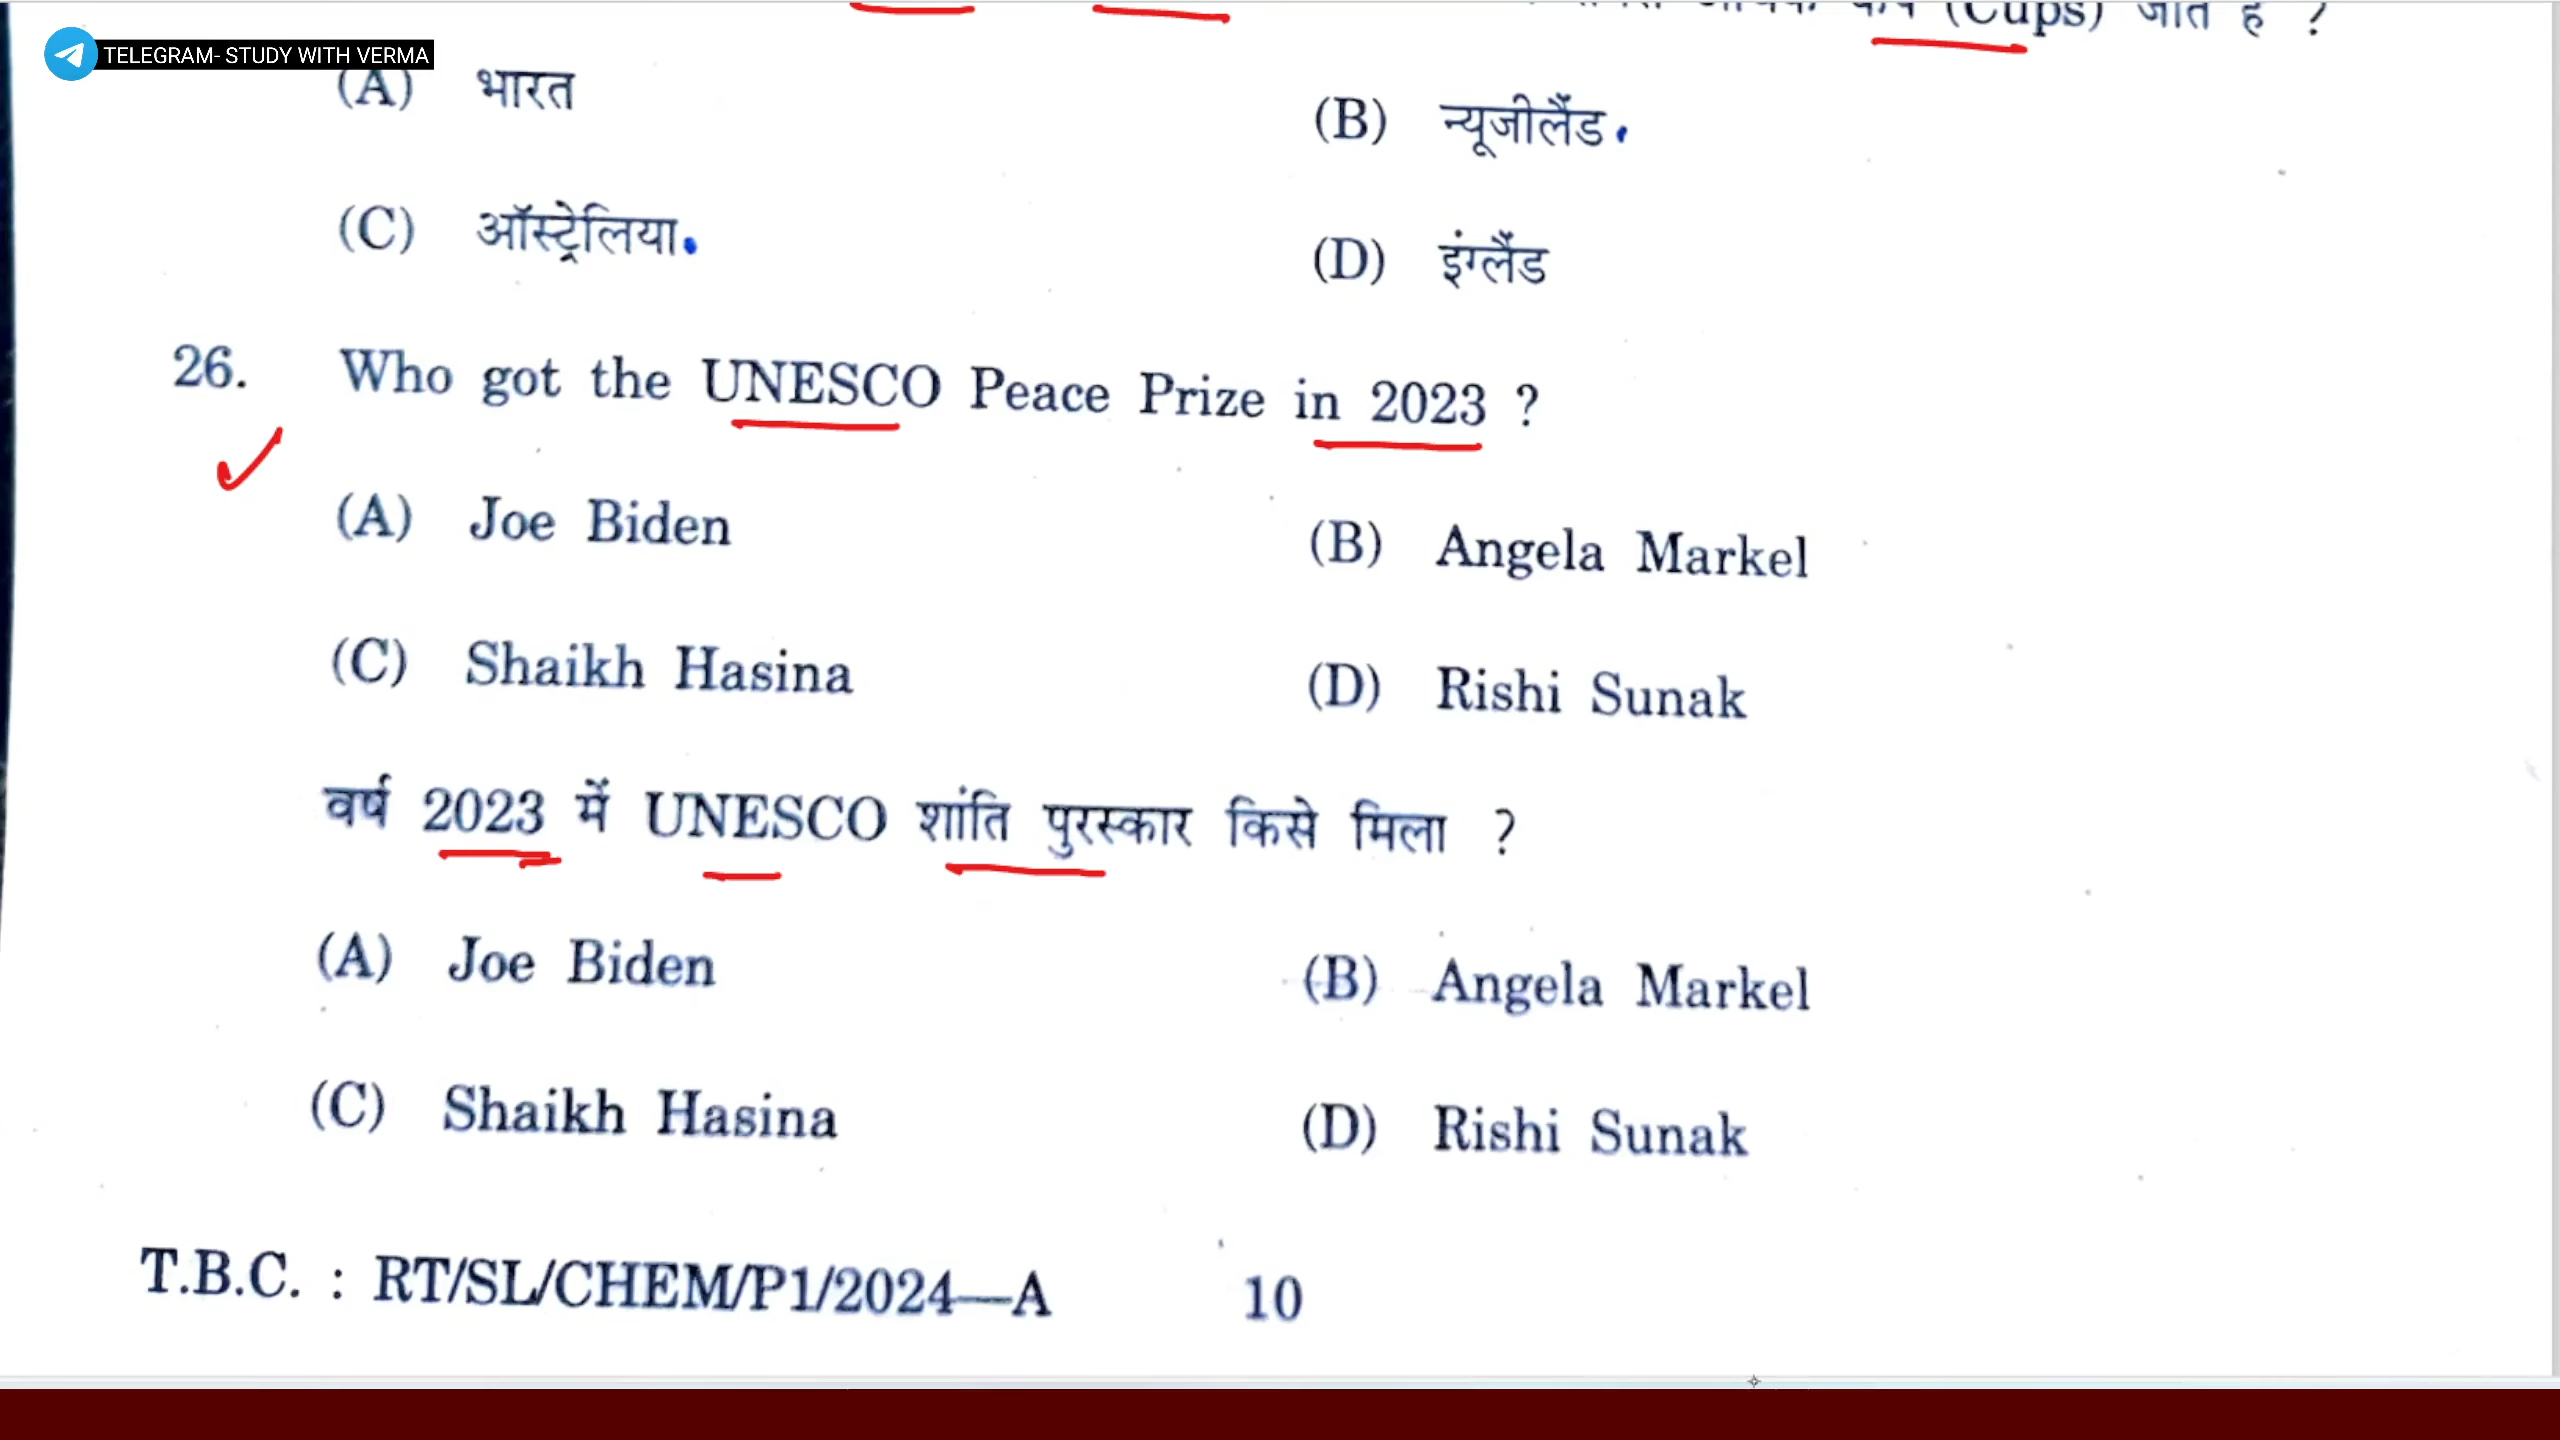 (Cups)
TELEGRAM- STUDY WITH VERMA
(A) भारत
(B) न्यूजीलैंड
(C) ऑस्ट्रेलिया
(D) इंग्लैंड
26. Who got the UNESCO Peace Prize in 2023 ?
(A) Joe Biden
(B) Angela Markel
(C) Shaikh Hasina
(D) Rishi Sunak
वर्ष 2023 में UNESCO शांति पुरस्कार किसे मिला ?
(A) Joe Biden
(B) Angela Markel
(C) Shaikh Hasina
(D) Rishi Sunak
T.B.C. : RT/SL/CHEM/P1/2024—A 10